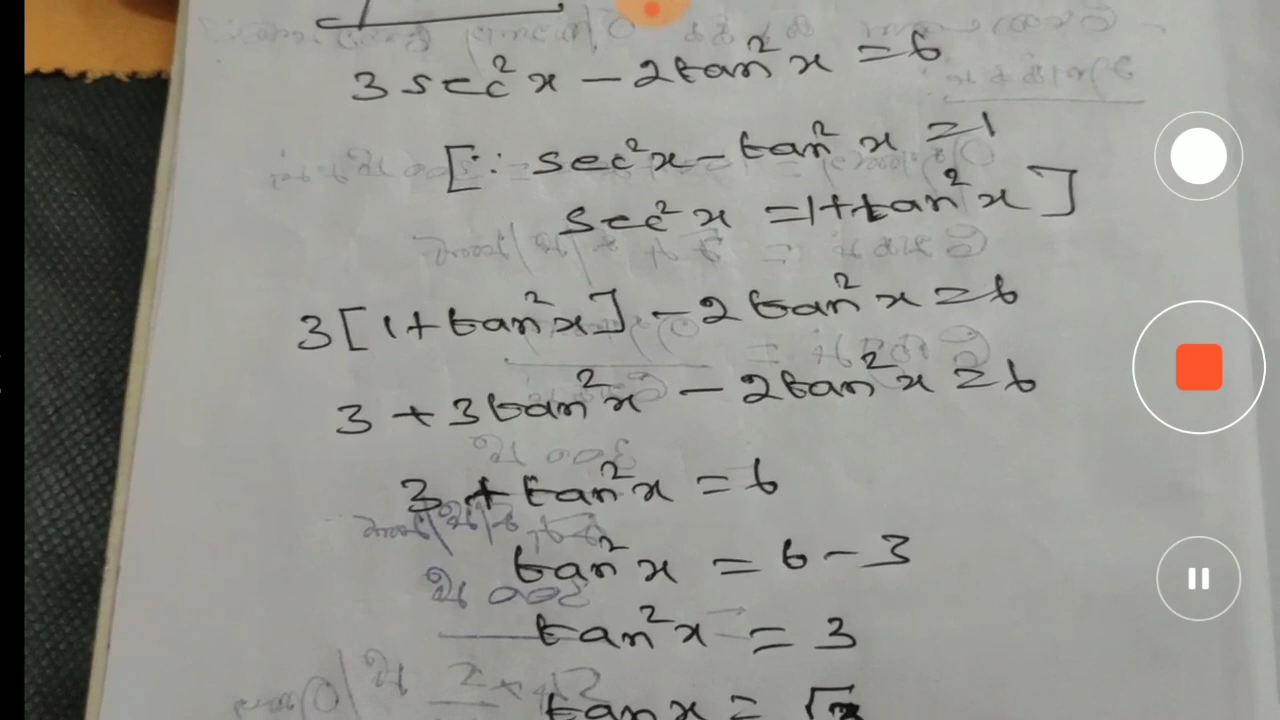 3 sec²x − 2tan²x = 6
[∵ sec²x − tan²x = 1
sec²x = 1+tan²x]
3[1+tan²x] − 2tan²x = 6
3 + 3tan²x − 2tan²x = 6
3 + tan²x = 6
tan²x = 6 − 3
tan²x = 3
tan x =